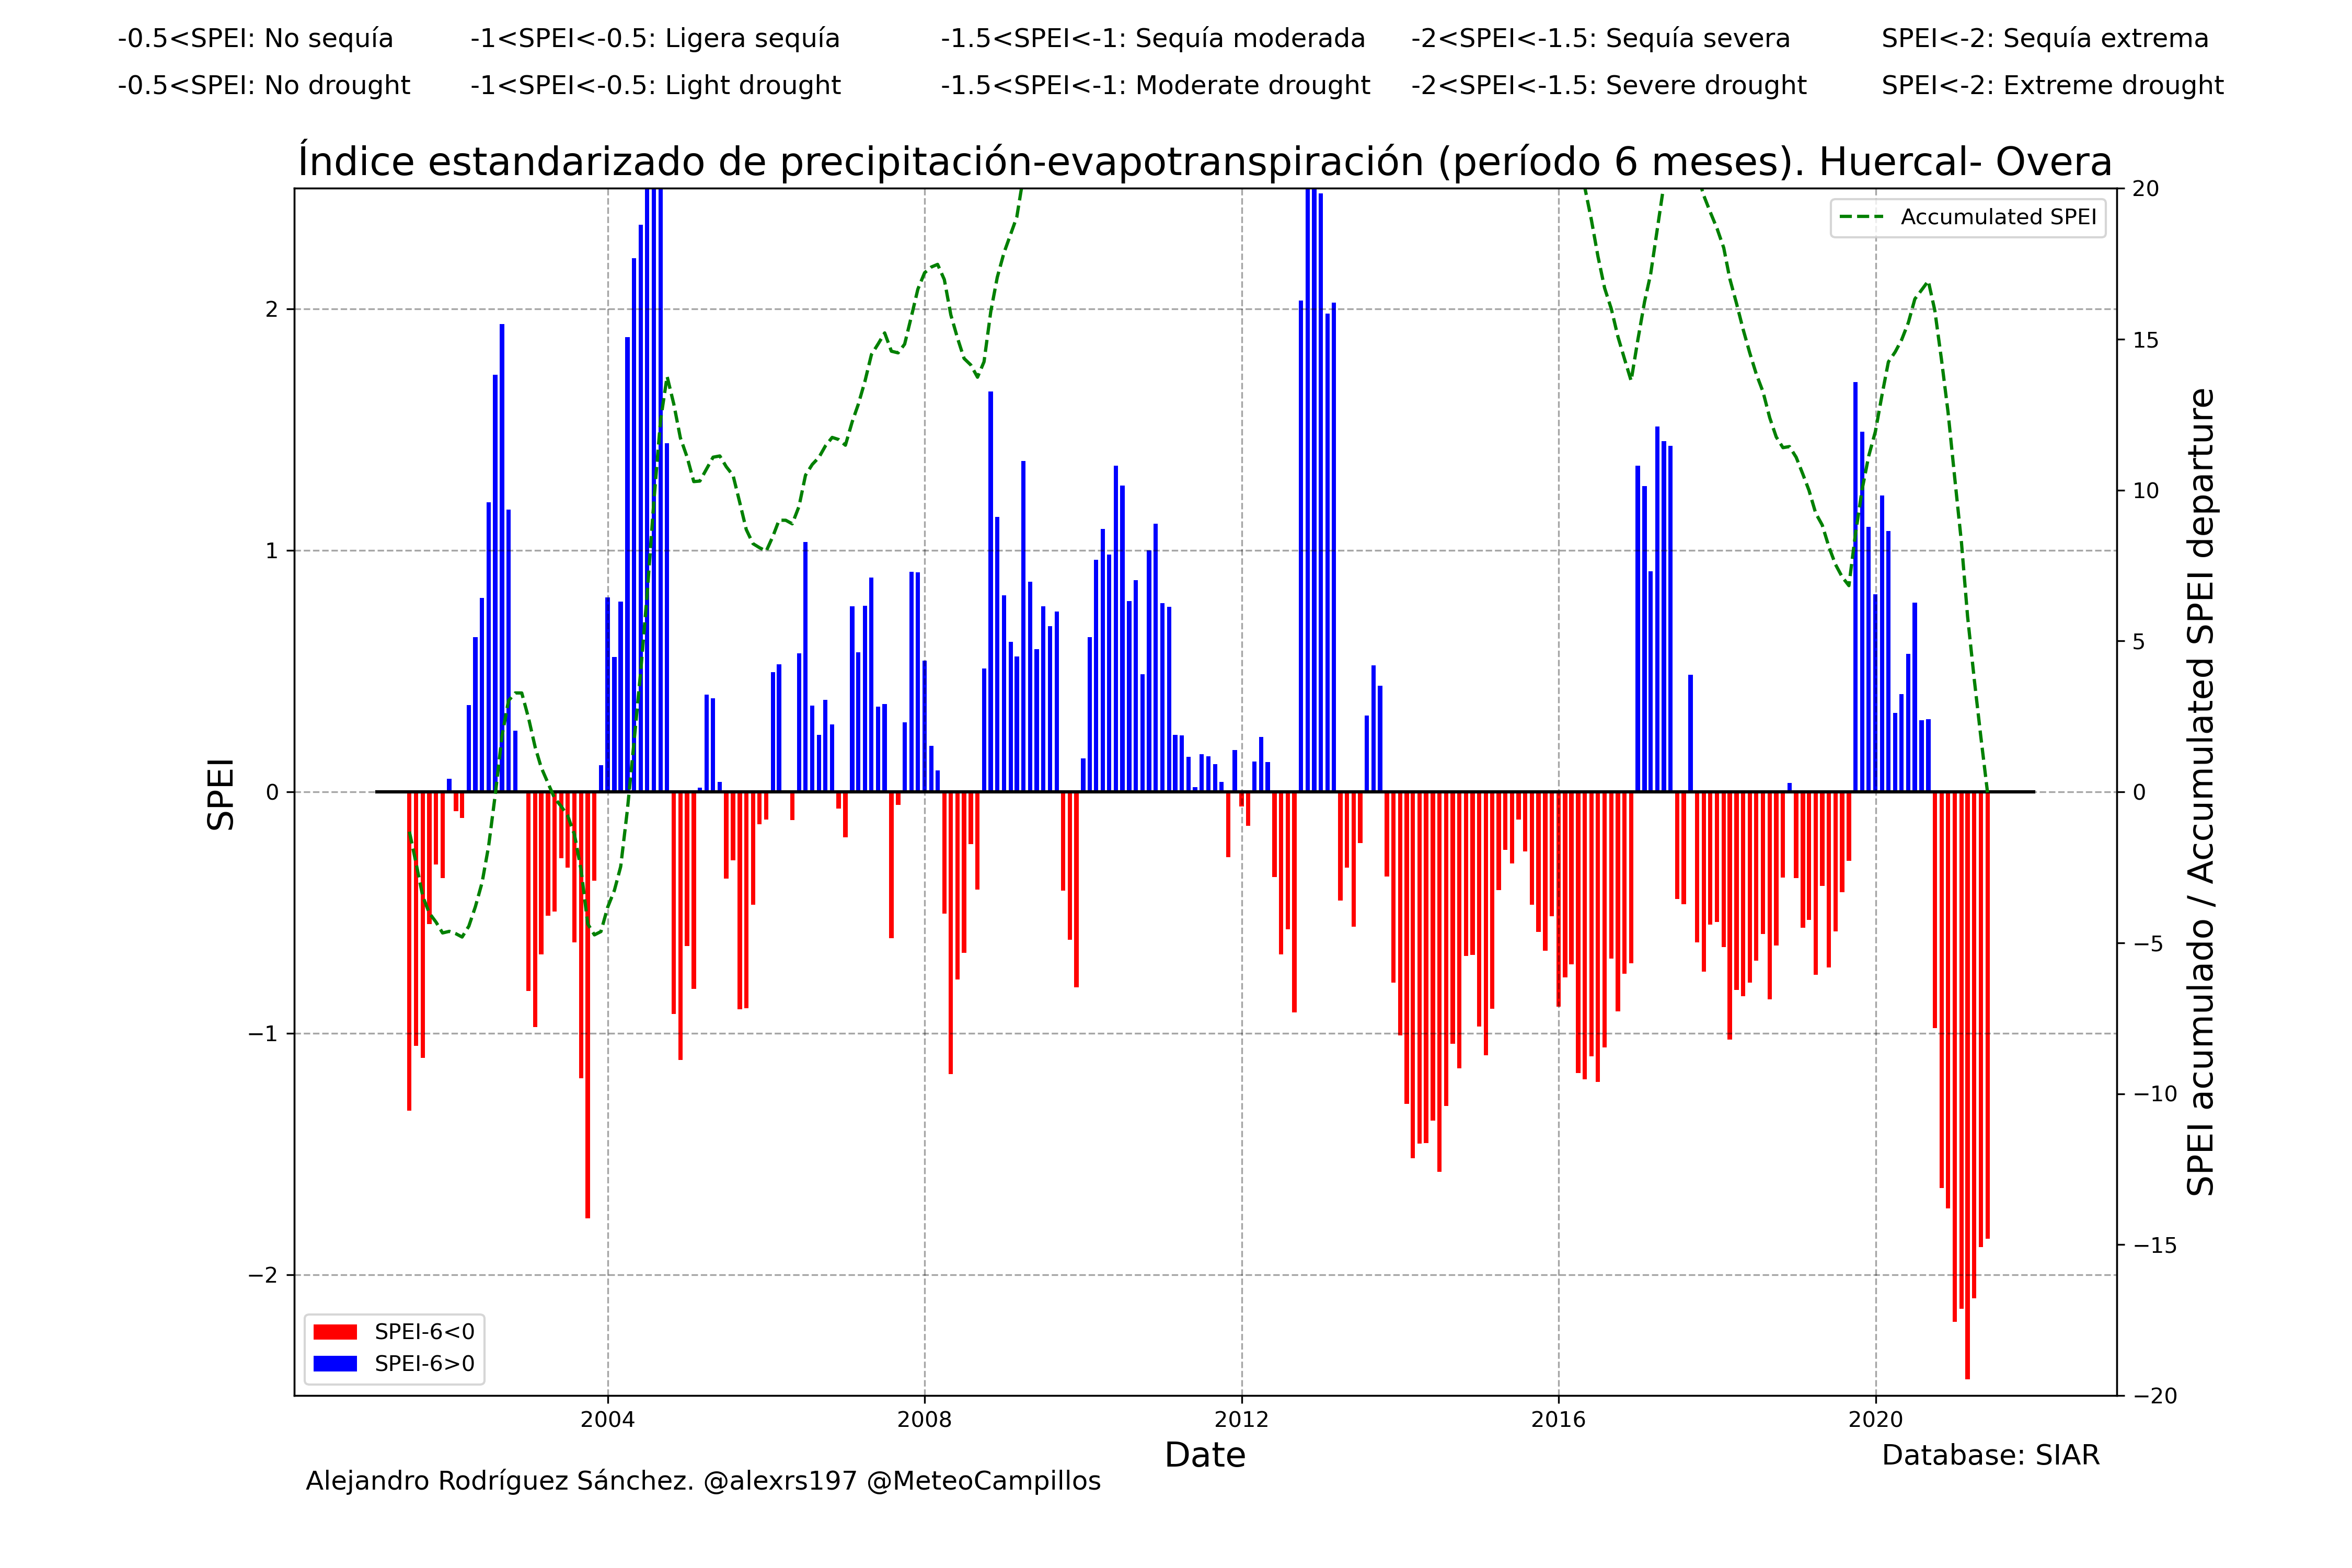 -0.5<SPEI: No sequía -1<SPEI<-0.5: Ligera sequía -1.5<SPEI<-1: Sequía moderada -2<SPEI<-1.5: Sequía severa SPEI<-2: Sequía extrema
-0.5<SPEI: No drought -1<SPEI<-0.5: Light drought -1.5<SPEI<-1: Moderate drought -2<SPEI<-1.5: Severe drought SPEI<-2: Extreme drought
Índice estandarizado de precipitación-evapotranspiración (período 6 meses). Huercal- Overa
Accumulated SPEI
SPEI
2
1
0
−1
−2
20
15
10
5
0
−5
−10
−15
−20
SPEI acumulado / Accumulated SPEI departure
SPEI-6<0
SPEI-6>0
2004 2008 2012 2016 2020
Date
Database: SIAR
Alejandro Rodríguez Sánchez. @alexrs197 @MeteoCampillos